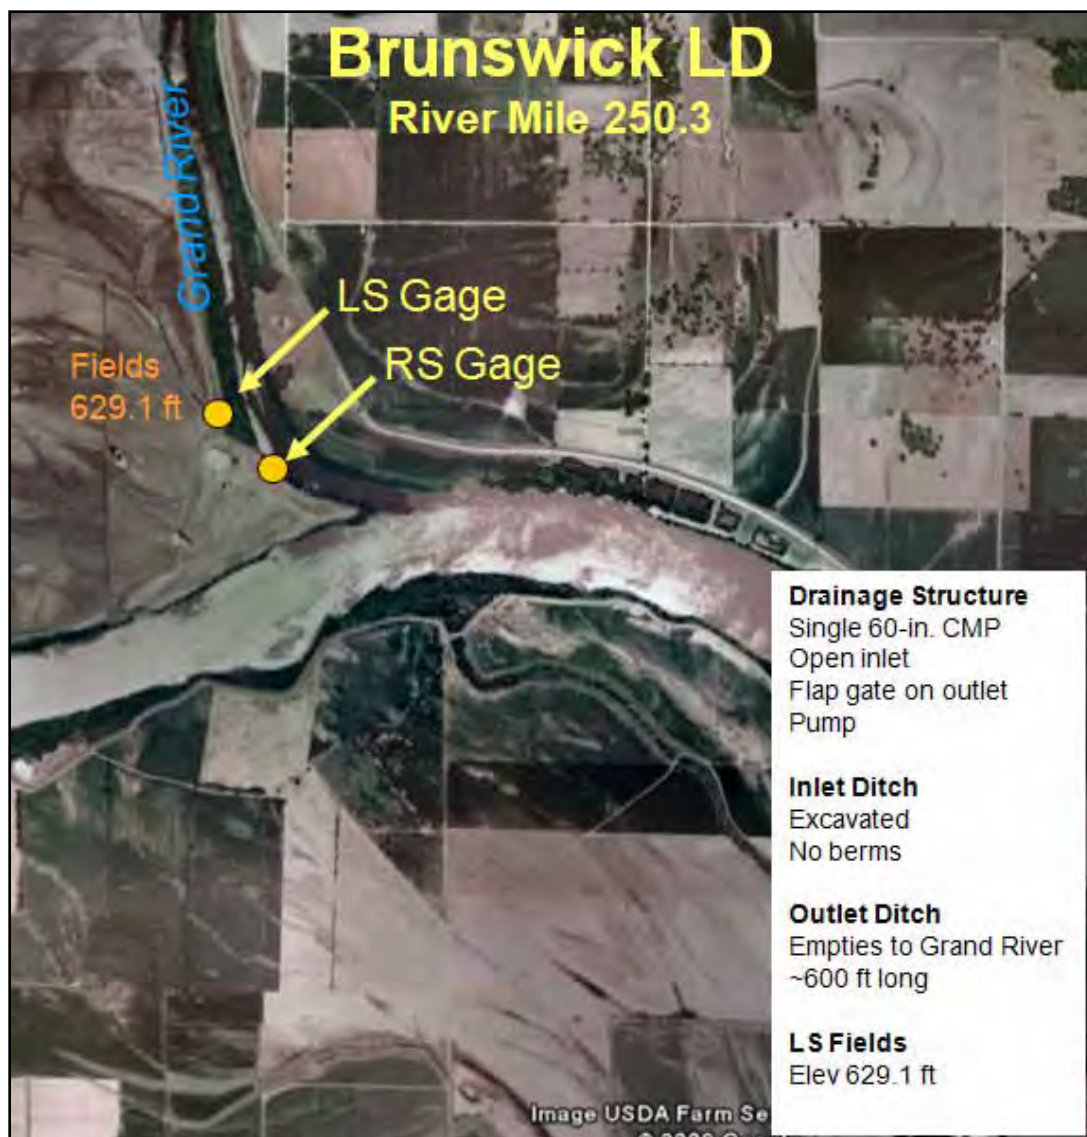 Brunswick LD
River Mile 250.3
Grand River
LS Gage
RS Gage
Fields
629.1 ft
Drainage Structure
Single 60-in. CMP
Open inlet
Flap gate on outlet
Pump
Inlet Ditch
Excavated
No berms
Outlet Ditch
Empties to Grand River
~600 ft long
LS Fields
Elev 629.1 ft
Image USDA Farm Se